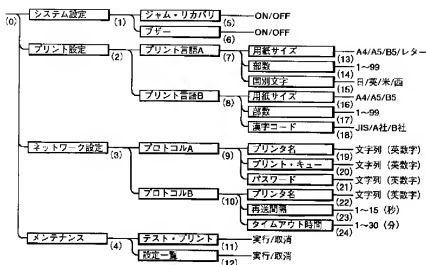 (0)
システム設定 (1) ジャム・リカバリ (5) ON/OFF
ブザー (6) ON/OFF
プリント設定 (2) プリント言語A (7) 用紙サイズ (13) A4/A5/B5/レター
部数 (14) 1~99
国別文字 (15) 日/英/米/西
プリント言語B (8) 用紙サイズ (16) A4/A5/B5
部数 (17) 1~99
漢字コード (18) JIS/A社/B社
ネットワーク設定 (3) プロトコルA (9) プリンタ名 (19) 文字列(英数字)
プリント・キュー (20) 文字列(英数字)
パスワード (21) 文字列(英数字)
プロトコルB (10) プリンタ名 (22) 文字列(英数字)
再送間隔 (23) 1~15(秒)
タイムアウト時間 (24) 1~30(分)
メンテナンス (4) テスト・プリント (11) 実行/取消
設定一覧 (12) 実行/取消